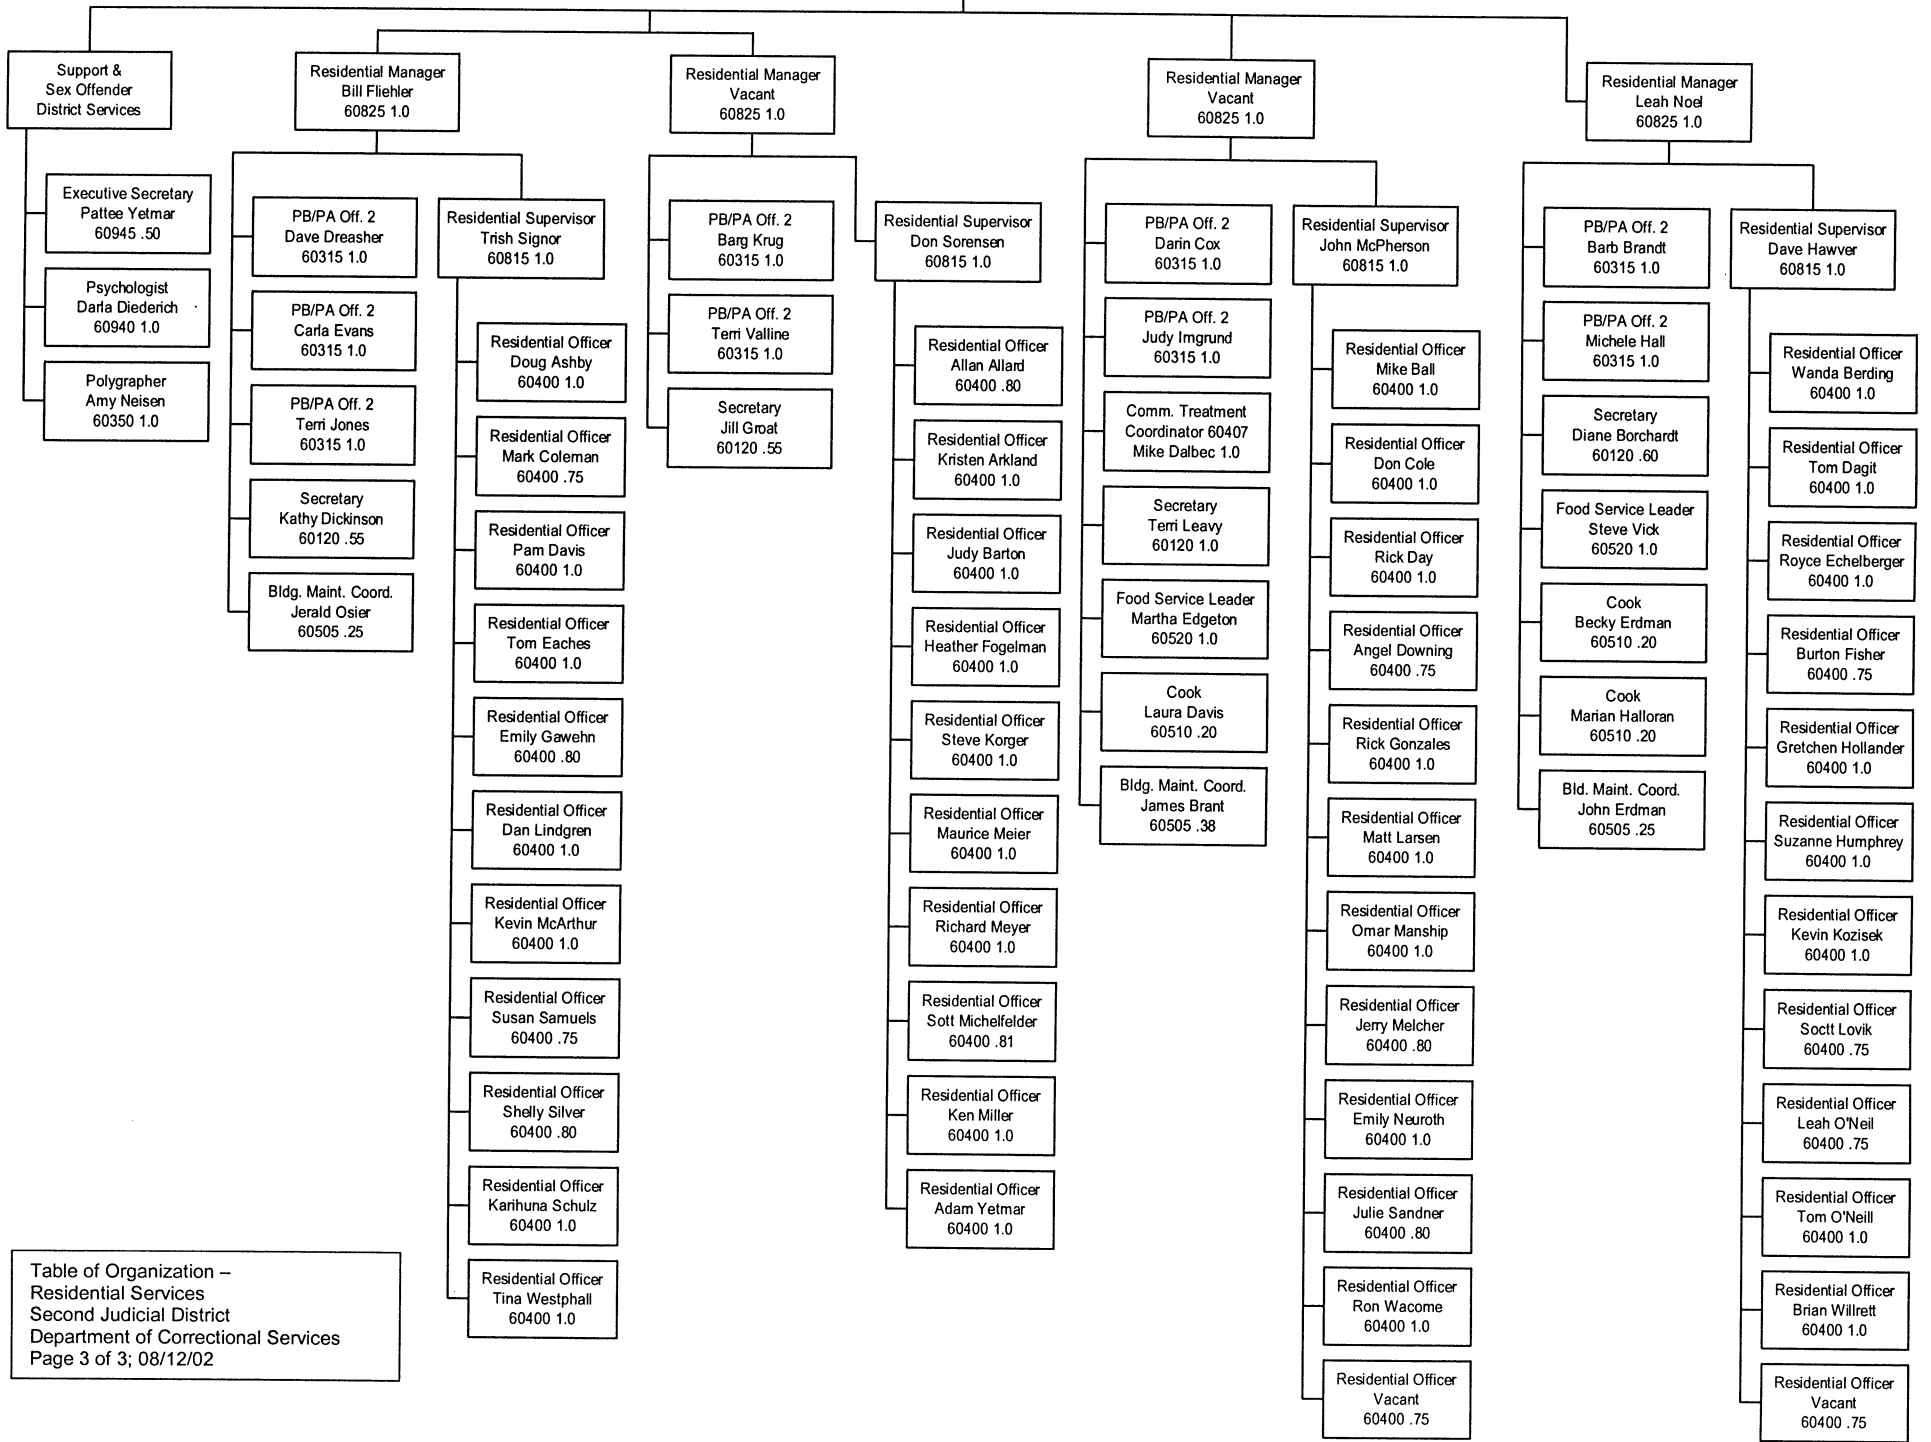 Support &
Sex Offender
District Services
Executive Secretary
Pattee Yetmar
60945 .50
Psychologist
Darla Diederich
60940 1.0
Polygrapher
Amy Neisen
60350 1.0
Residential Manager
Bill Fliehler
60825 1.0
PB/PA Off. 2
Dave Dreasher
60315 1.0
PB/PA Off. 2
Carla Evans
60315 1.0
PB/PA Off. 2
Terri Jones
60315 1.0
Secretary
Kathy Dickinson
60120 .55
Bldg. Maint. Coord.
Jerald Osier
60505 .25
Residential Supervisor
Trish Signor
60815 1.0
Residential Officer
Doug Ashby
60400 1.0
Residential Officer
Mark Coleman
60400 .75
Residential Officer
Pam Davis
60400 1.0
Residential Officer
Tom Eaches
60400 1.0
Residential Officer
Emily Gawehn
60400 .80
Residential Officer
Dan Lindgren
60400 1.0
Residential Officer
Kevin McArthur
60400 1.0
Residential Officer
Susan Samuels
60400 .75
Residential Officer
Shelly Silver
60400 .80
Residential Officer
Karihuna Schulz
60400 1.0
Residential Officer
Tina Westphall
60400 1.0
Residential Manager
Vacant
60825 1.0
PB/PA Off. 2
Barg Krug
60315 1.0
PB/PA Off. 2
Terri Valline
60315 1.0
Secretary
Jill Groat
60120 .55
Residential Supervisor
Don Sorensen
60815 1.0
Residential Officer
Allan Allard
60400 .80
Residential Officer
Kristen Arkland
60400 1.0
Residential Officer
Judy Barton
60400 1.0
Residential Officer
Heather Fogelman
60400 1.0
Residential Officer
Steve Korger
60400 1.0
Residential Officer
Maurice Meier
60400 1.0
Residential Officer
Richard Meyer
60400 1.0
Residential Officer
Sott Michelfelder
60400 .81
Residential Officer
Ken Miller
60400 1.0
Residential Officer
Adam Yetmar
60400 1.0
Residential Manager
Vacant
60825 1.0
PB/PA Off. 2
Darin Cox
60315 1.0
PB/PA Off. 2
Judy Imgrund
60315 1.0
Comm. Treatment
Coordinator 60407
Mike Dalbec 1.0
Secretary
Terri Leavy
60120 1.0
Food Service Leader
Martha Edgeton
60520 1.0
Cook
Laura Davis
60510 .20
Bldg. Maint. Coord.
James Brant
60505 .38
Residential Supervisor
John McPherson
60815 1.0
Residential Officer
Mike Ball
60400 1.0
Residential Officer
Don Cole
60400 1.0
Residential Officer
Rick Day
60400 1.0
Residential Officer
Angel Downing
60400 .75
Residential Officer
Rick Gonzales
60400 1.0
Residential Officer
Matt Larsen
60400 1.0
Residential Officer
Omar Manship
60400 1.0
Residential Officer
Jerry Melcher
60400 .80
Residential Officer
Emily Neuroth
60400 1.0
Residential Officer
Julie Sandner
60400 .80
Residential Officer
Ron Wacome
60400 1.0
Residential Officer
Vacant
60400 .75
Residential Manager
Leah Noel
60825 1.0
PB/PA Off. 2
Barb Brandt
60315 1.0
PB/PA Off. 2
Michele Hall
60315 1.0
Secretary
Diane Borchardt
60120 .60
Food Service Leader
Steve Vick
60520 1.0
Cook
Becky Erdman
60510 .20
Cook
Marian Halloran
60510 .20
Bld. Maint. Coord.
John Erdman
60505 .25
Residential Supervisor
Dave Hawver
60815 1.0
Residential Officer
Wanda Berding
60400 1.0
Residential Officer
Tom Dagit
60400 1.0
Residential Officer
Royce Echelberger
60400 1.0
Residential Officer
Burton Fisher
60400 .75
Residential Officer
Gretchen Hollander
60400 1.0
Residential Officer
Suzanne Humphrey
60400 1.0
Residential Officer
Kevin Kozisek
60400 1.0
Residential Officer
Soctt Lovik
60400 .75
Residential Officer
Leah O'Neil
60400 .75
Residential Officer
Tom O'Neill
60400 1.0
Residential Officer
Brian Willrett
60400 1.0
Residential Officer
Vacant
60400 .75
Table of Organization –
Residential Services
Second Judicial District
Department of Correctional Services
Page 3 of 3; 08/12/02